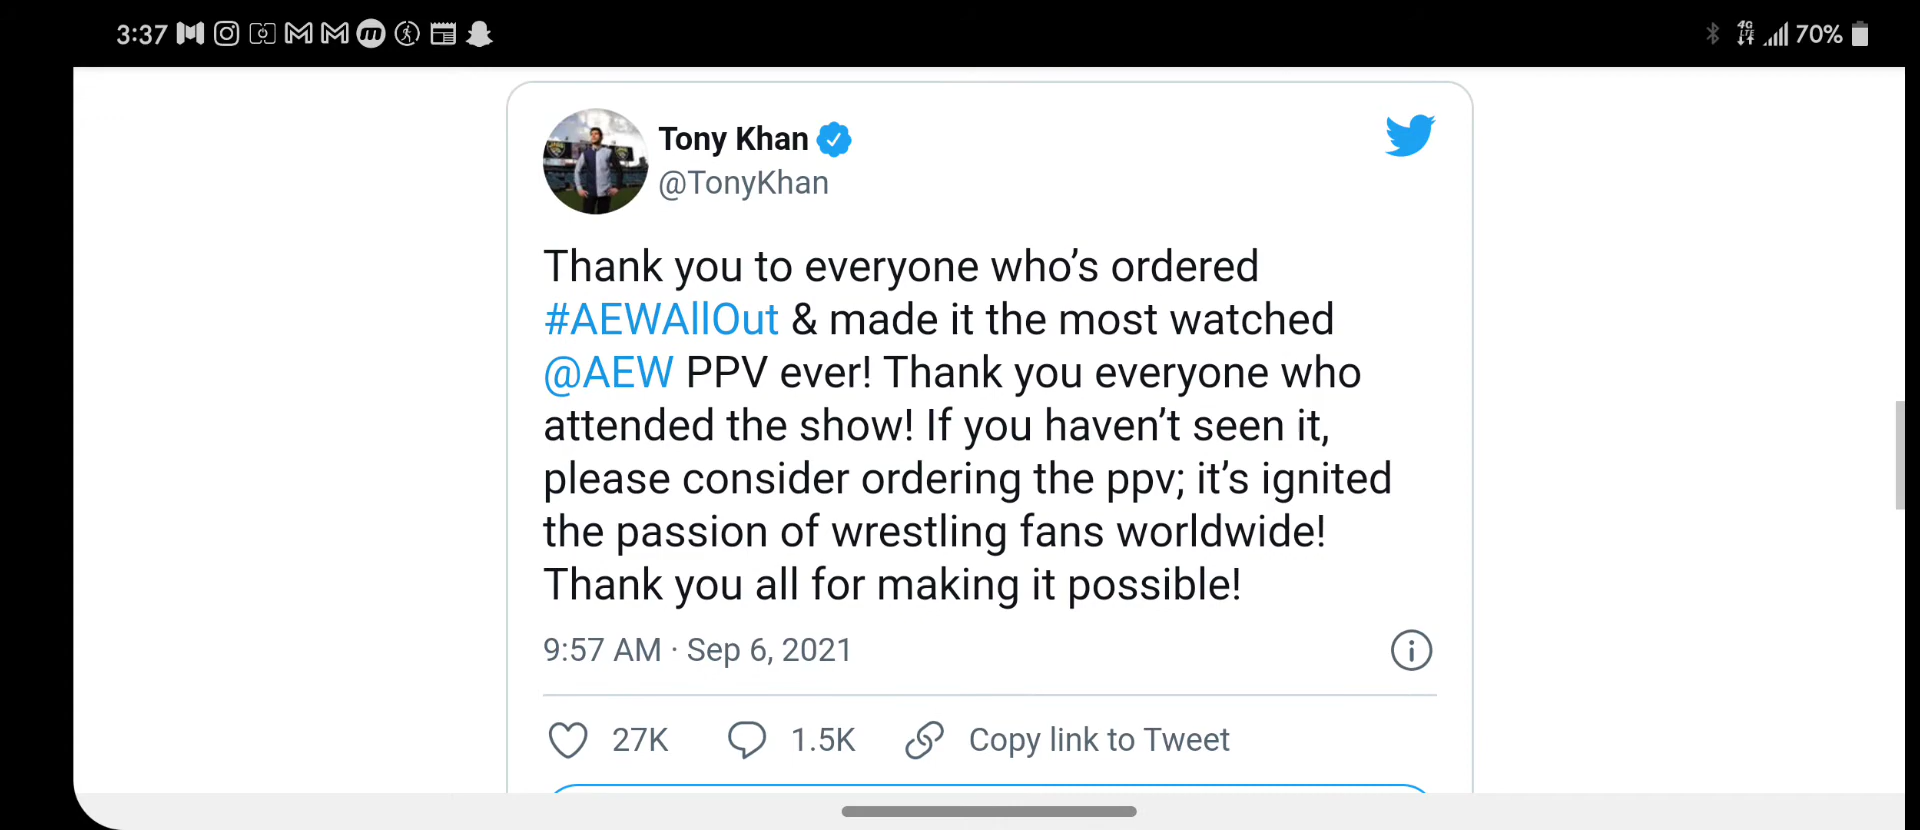 3:37 4G LTE 70%
Tony Khan
@TonyKhan
Thank you to everyone who’s ordered
#AEWAllOut & made it the most watched
@AEW PPV ever! Thank you everyone who
attended the show! If you haven’t seen it,
please consider ordering the ppv; it’s ignited
the passion of wrestling fans worldwide!
Thank you all for making it possible!
9:57 AM · Sep 6, 2021
27K 1.5K Copy link to Tweet